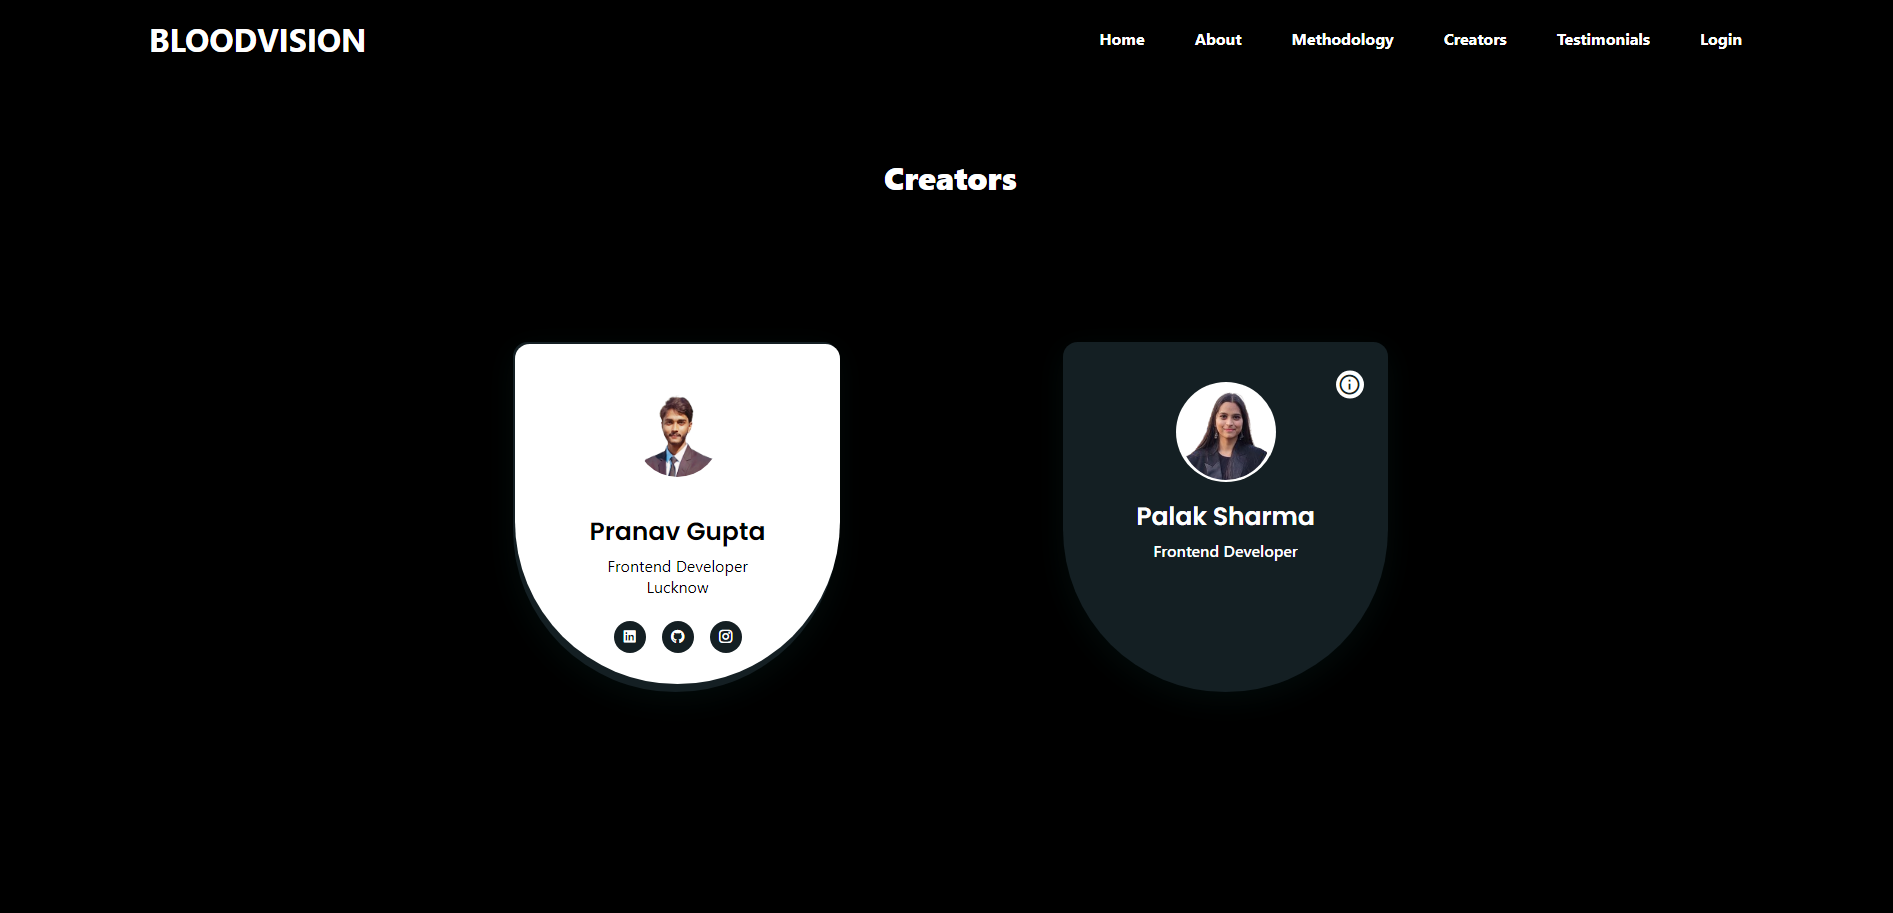 BLOODVISION
Home About Methodology Creators Testimonials Login
Creators
Pranav Gupta
Frontend Developer
Lucknow
Palak Sharma
Frontend Developer